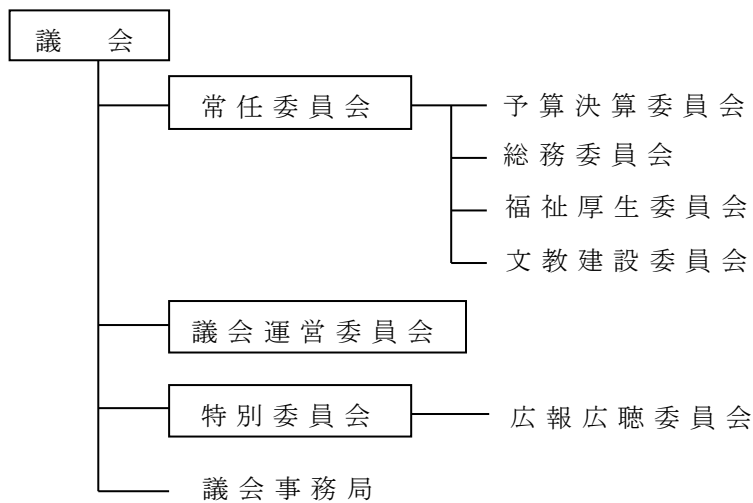 議会
常任委員会
予算決算委員会
総務委員会
福祉厚生委員会
文教建設委員会
議会運営委員会
特別委員会
広報広聴委員会
議会事務局